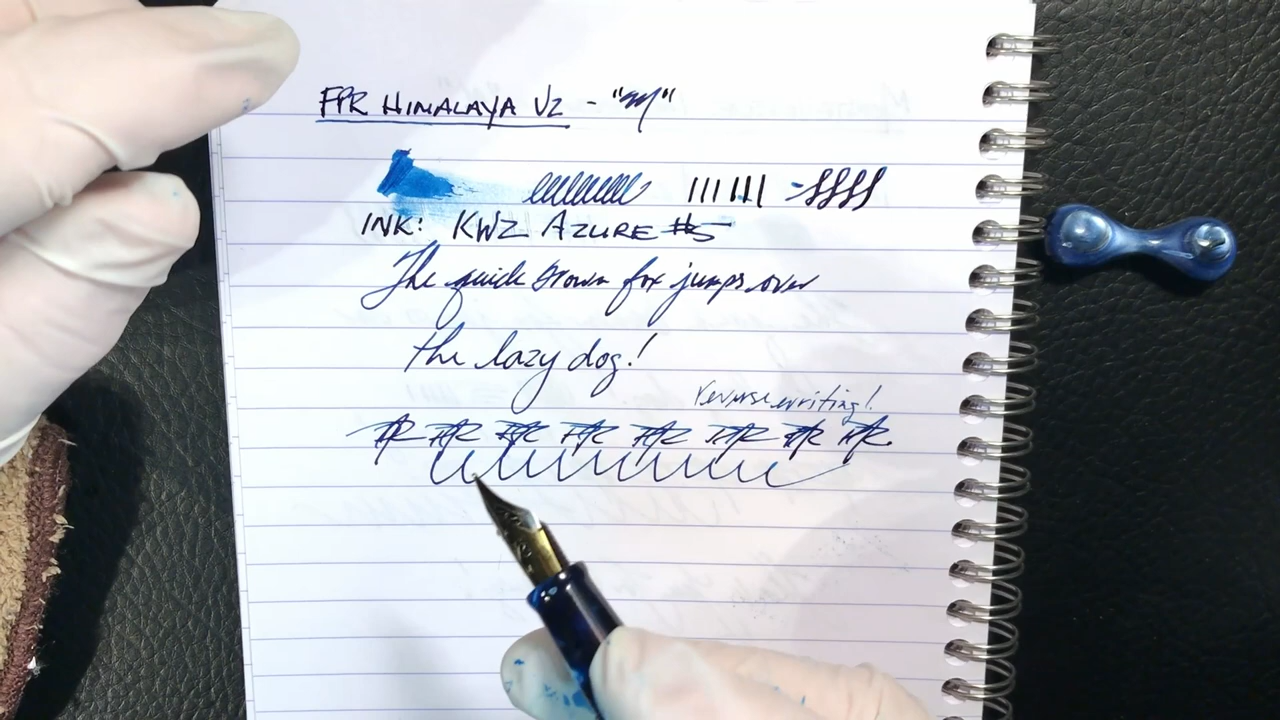 FPR HIMALAYA V2 - "M"
INK: KWZ AZURE #5
The quick brown fox jumps over
the lazy dog!
reverse writing!